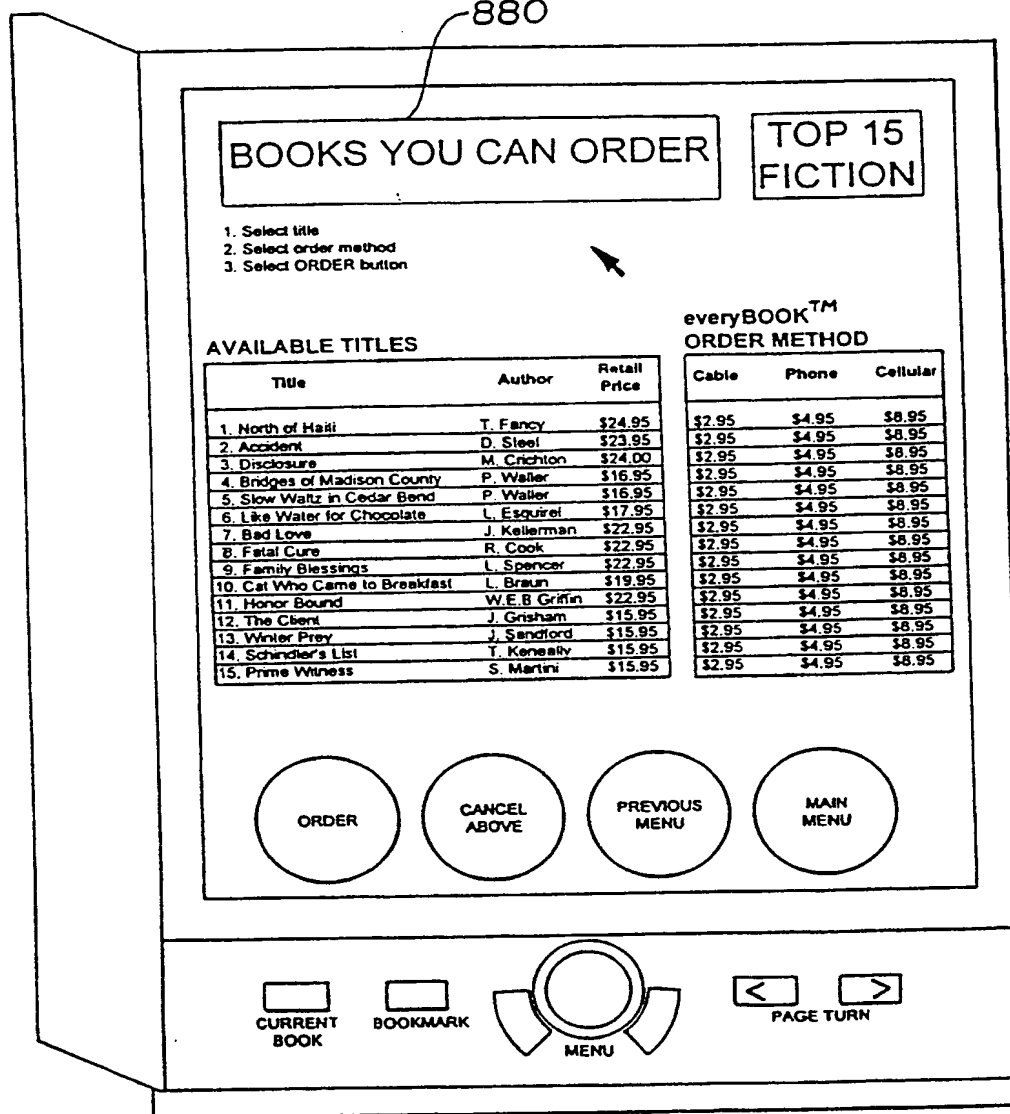 880
BOOKS YOU CAN ORDER
TOP 15
FICTION
1. Select title
2. Select order method
3. Select ORDER button
AVAILABLE TITLES
everyBOOK™
ORDER METHOD
Title Author Retail Price Cable Phone Cellular
1. North of Haiti T. Fancy $24.95 $2.95 $4.95 $8.95
2. Accident D. Steel $23.95 $2.95 $4.95 $8.95
3. Disclosure M. Crichton $24.00 $2.95 $4.95 $8.95
4. Bridges of Madison County P. Waller $16.95 $2.95 $4.95 $8.95
5. Slow Waltz in Cedar Bend P. Waller $16.95 $2.95 $4.95 $8.95
6. Like Water for Chocolate L. Esquirel $17.95 $2.95 $4.95 $8.95
7. Bad Love J. Kellerman $22.95 $2.95 $4.95 $8.95
8. Fatal Cure R. Cook $22.95 $2.95 $4.95 $8.95
9. Family Blessings L. Spencer $22.95 $2.95 $4.95 $8.95
10. Cat Who Came to Breakfast L. Braun $19.95 $2.95 $4.95 $8.95
11. Honor Bound W.E.B Griffin $22.95 $2.95 $4.95 $8.95
12. The Client J. Grisham $15.95 $2.95 $4.95 $8.95
13. Winter Prey J. Sandford $15.95 $2.95 $4.95 $8.95
14. Schindler's List T. Keneally $15.95 $2.95 $4.95 $8.95
15. Prime Witness S. Martini $15.95 $2.95 $4.95 $8.95
ORDER
CANCEL
ABOVE
PREVIOUS
MENU
MAIN
MENU
< >
CURRENT
BOOK
BOOKMARK
MENU
PAGE TURN